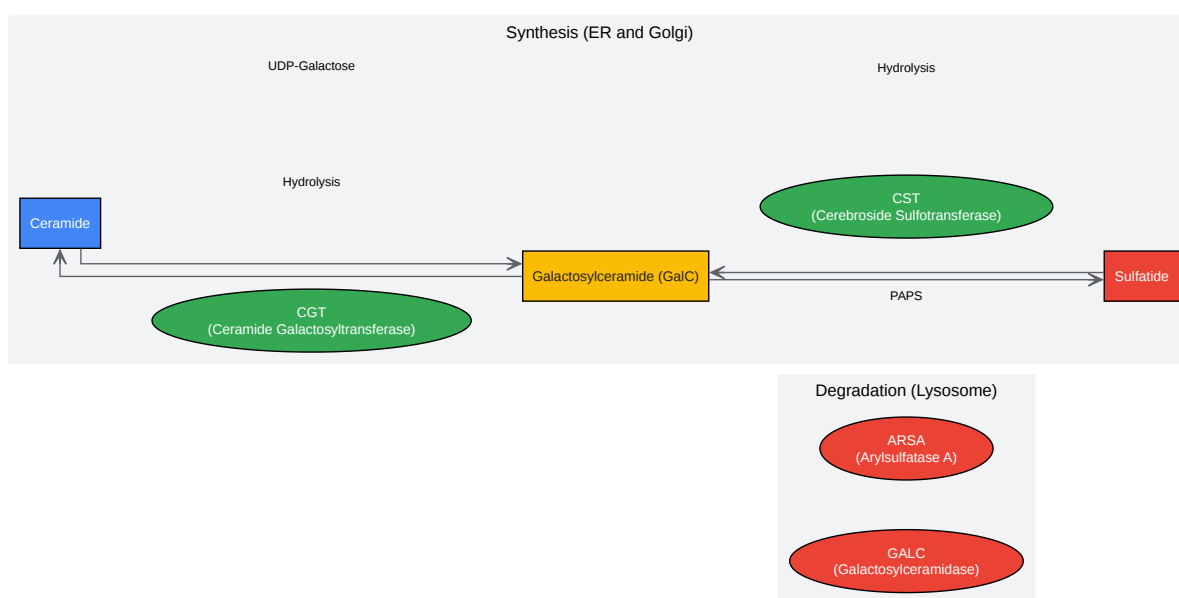 Synthesis (ER and Golgi)
UDP-Galactose
Hydrolysis
Hydrolysis
CST
(Cerebroside Sulfotransferase)
Ceramide
Galactosylceramide (GalC)
Sulfatide
PAPS
CGT
(Ceramide Galactosyltransferase)
Degradation (Lysosome)
ARSA
(Arylsulfatase A)
GALC
(Galactosylceramidase)